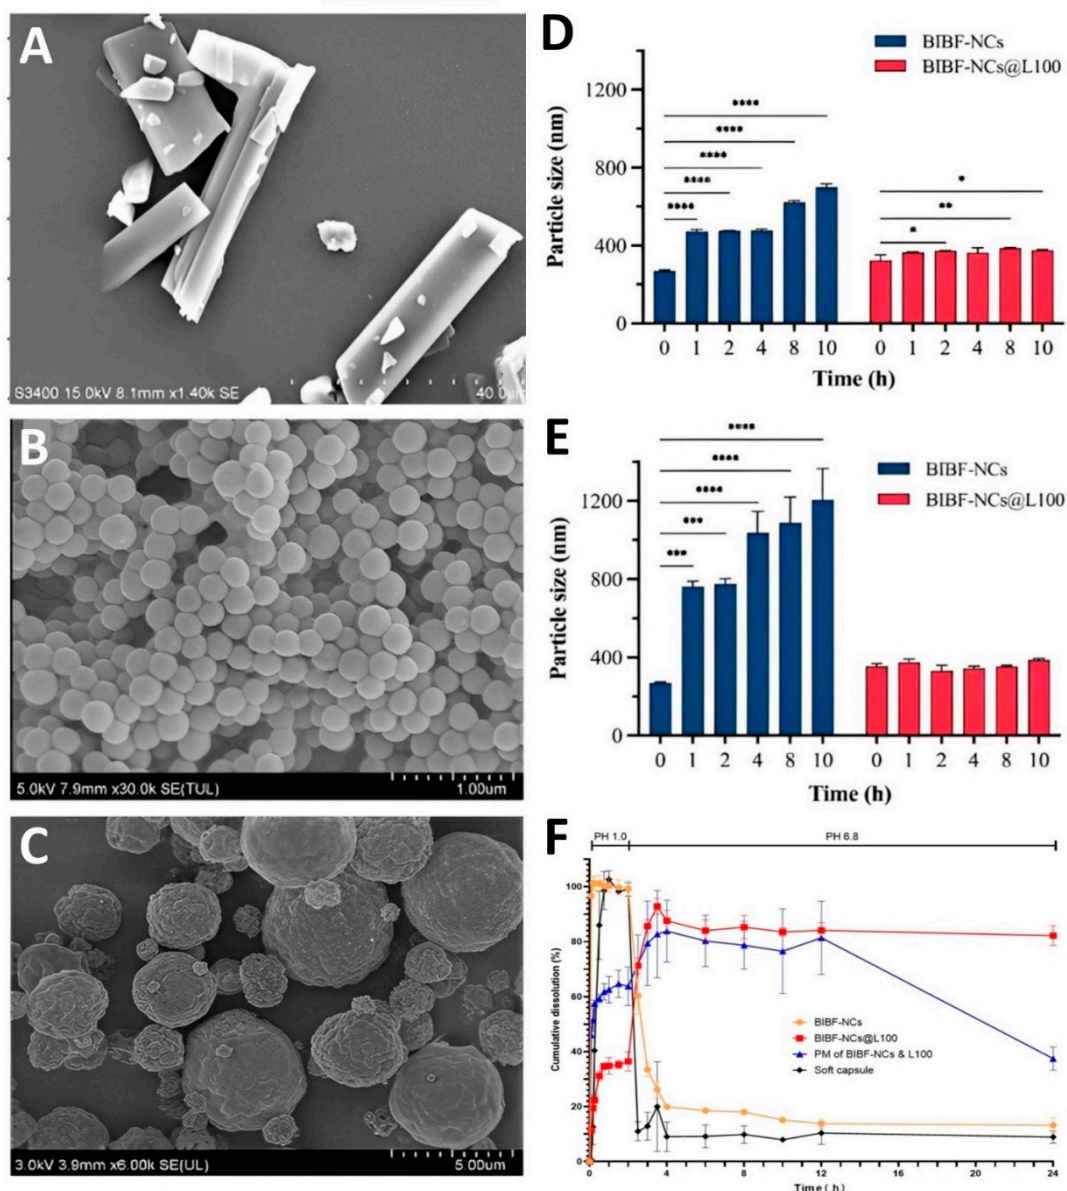 A
S3400 15.0kV 8.1mm x1.40k SE
40.0um
B
5.0kV 7.9mm x30.0k SE(TUL)
1.00um
C
3.0kV 3.9mm x6.00k SE(UL)
5.00um
D
BIBF-NCs
BIBF-NCs@L100
Particle size (nm)
1200
800
400
0
****
****
****
****
****
*
**
*
0 1 2 4 8 10 0 1 2 4 8 10
Time (h)
E
BIBF-NCs
BIBF-NCs@L100
Particle size (nm)
1200
800
400
0
****
****
****
***
***
0 1 2 4 8 10 0 1 2 4 8 10
Time (h)
F
PH 1.0
PH 6.8
Cumulative dissolution (%)
100
80
60
40
20
0
BIBF-NCs
BIBF-NCs@L100
PM of BIBF-NCs & L100
Soft capsule
0 4 8 12 16 20 24
Time ( h )